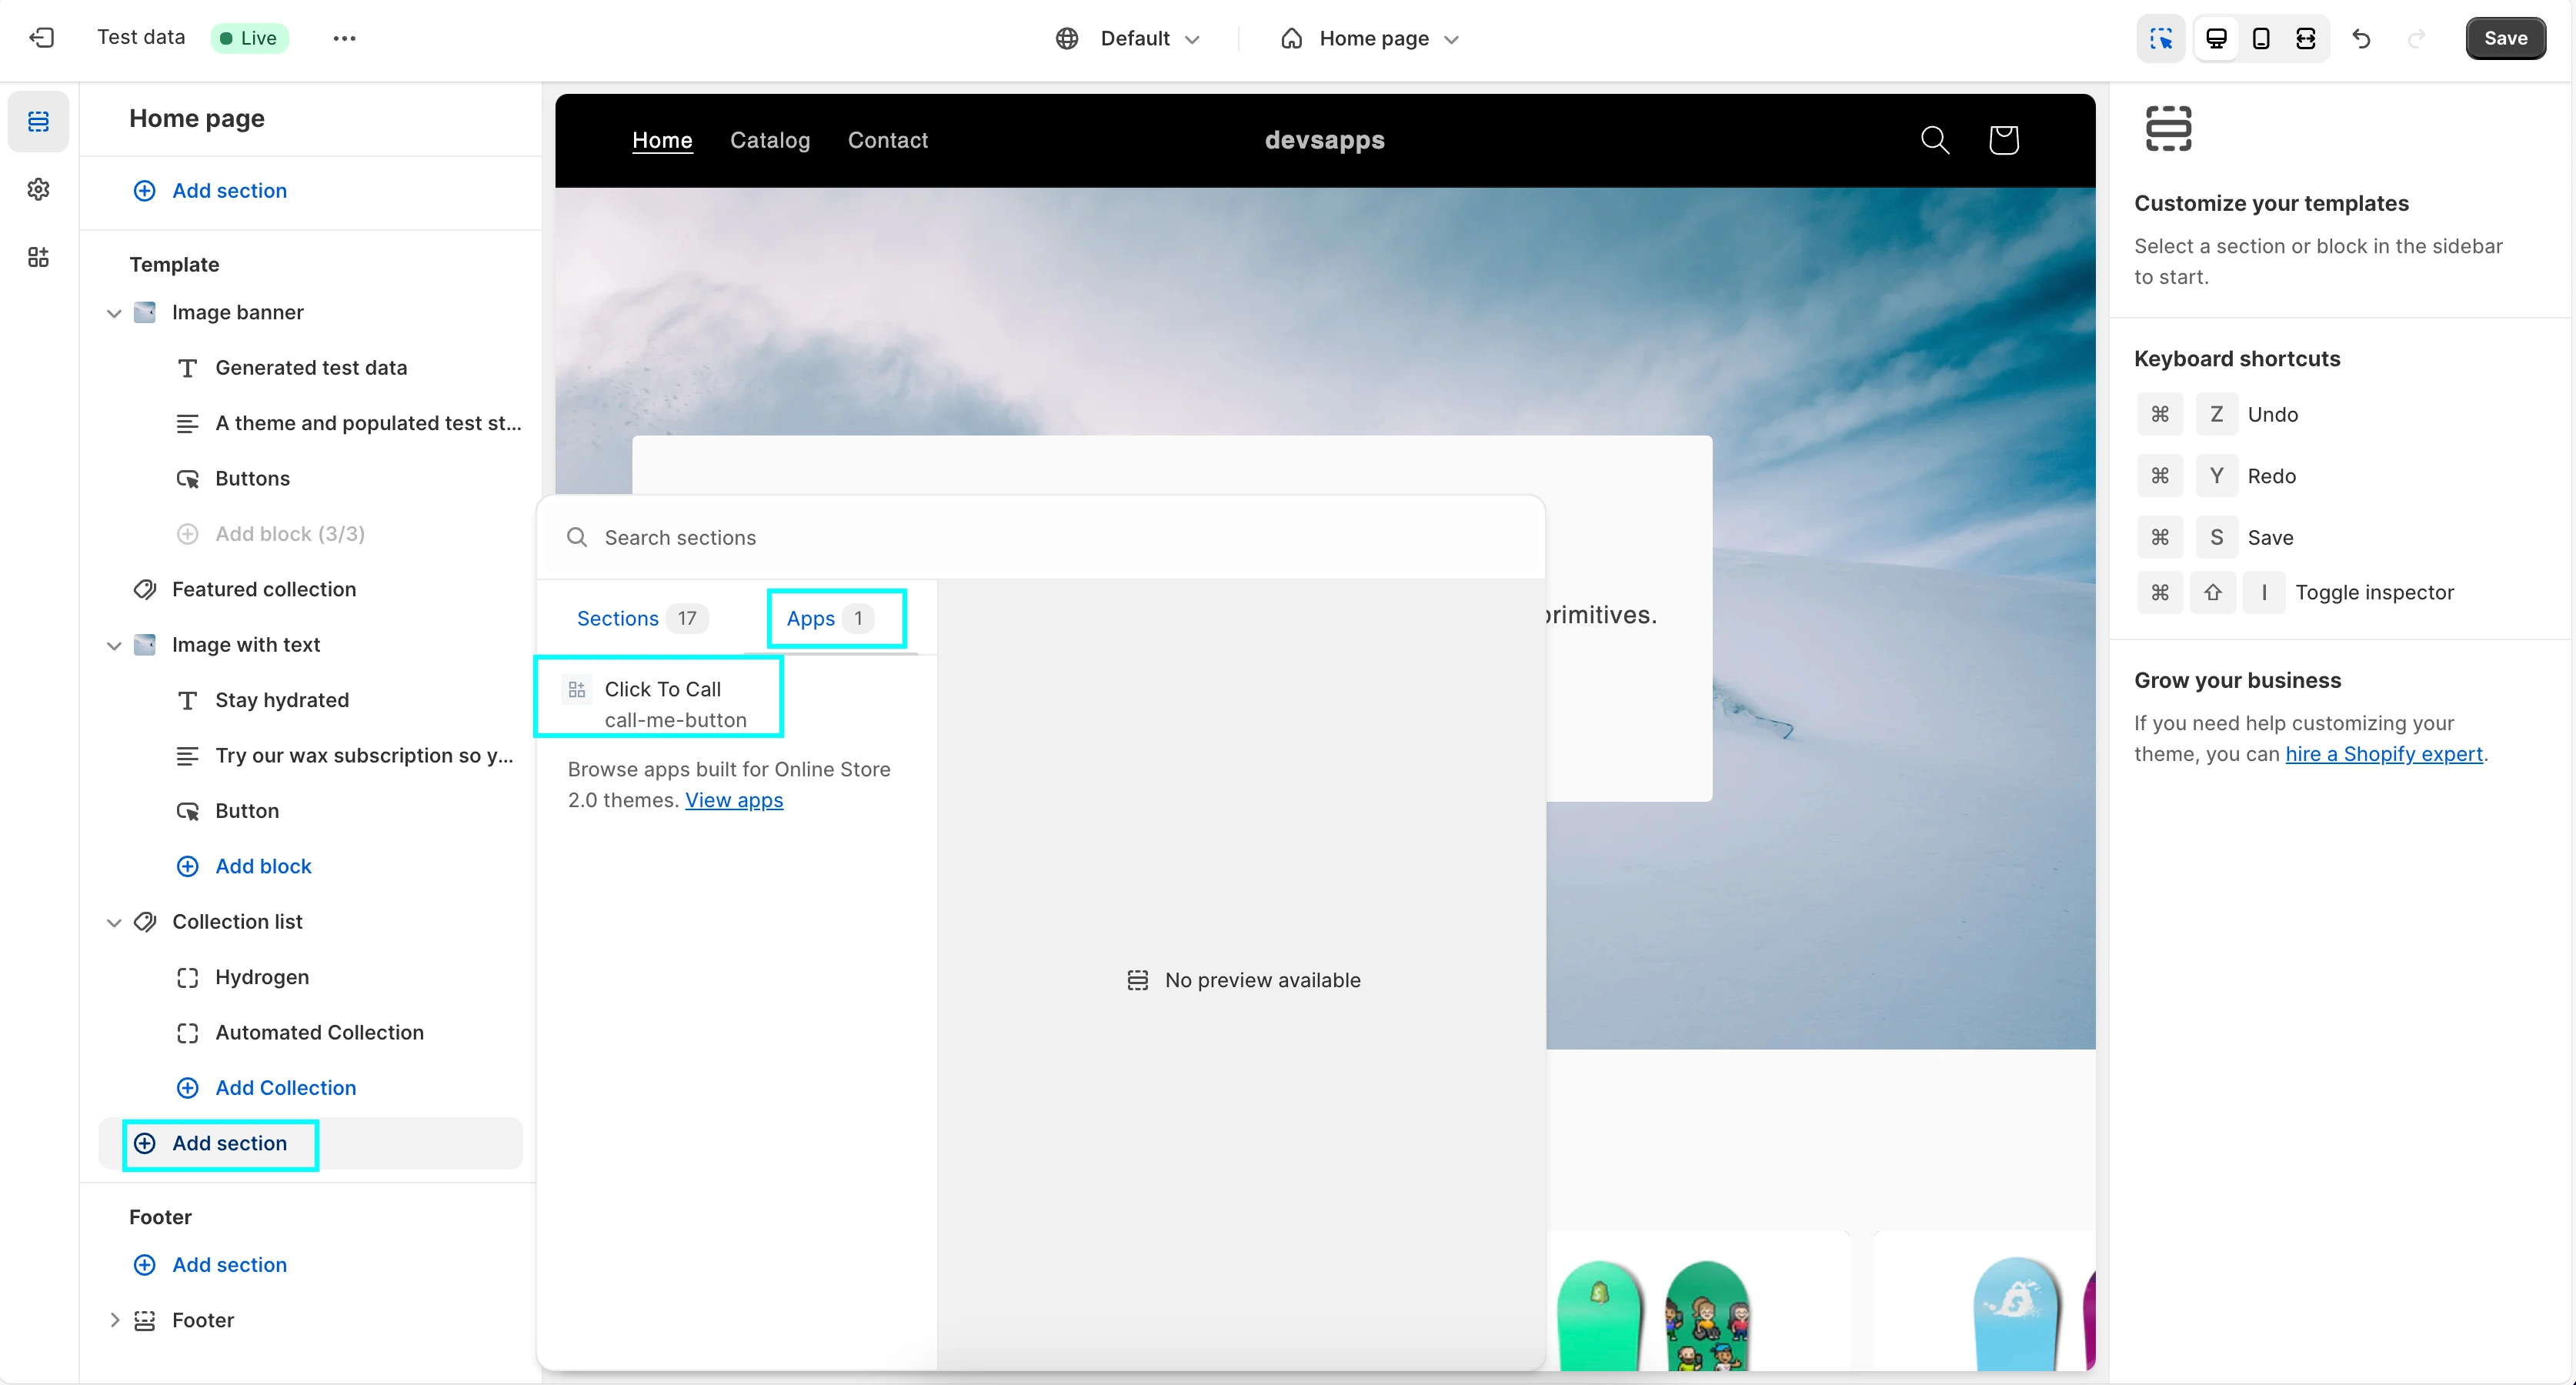 Test data
Live
Default
Home page
Save
Home page
Add section
Template
Image banner
Generated test data
A theme and populated test st...
Buttons
Add block (3/3)
Featured collection
Image with text
Stay hydrated
Try our wax subscription so y...
Button
Add block
Collection list
Hydrogen
Automated Collection
Add Collection
Add section
Footer
Add section
Footer
Home Catalog Contact
devsapps
primitives.
Search sections
Sections 17
Apps 1
Click To Call
call-me-button
Browse apps built for Online Store
2.0 themes. View apps
No preview available
Customize your templates
Select a section or block in the sidebar
to start.
Keyboard shortcuts
⌘ Z Undo
⌘ Y Redo
⌘ S Save
⌘ ⇧ I Toggle inspector
Grow your business
If you need help customizing your
theme, you can hire a Shopify expert.